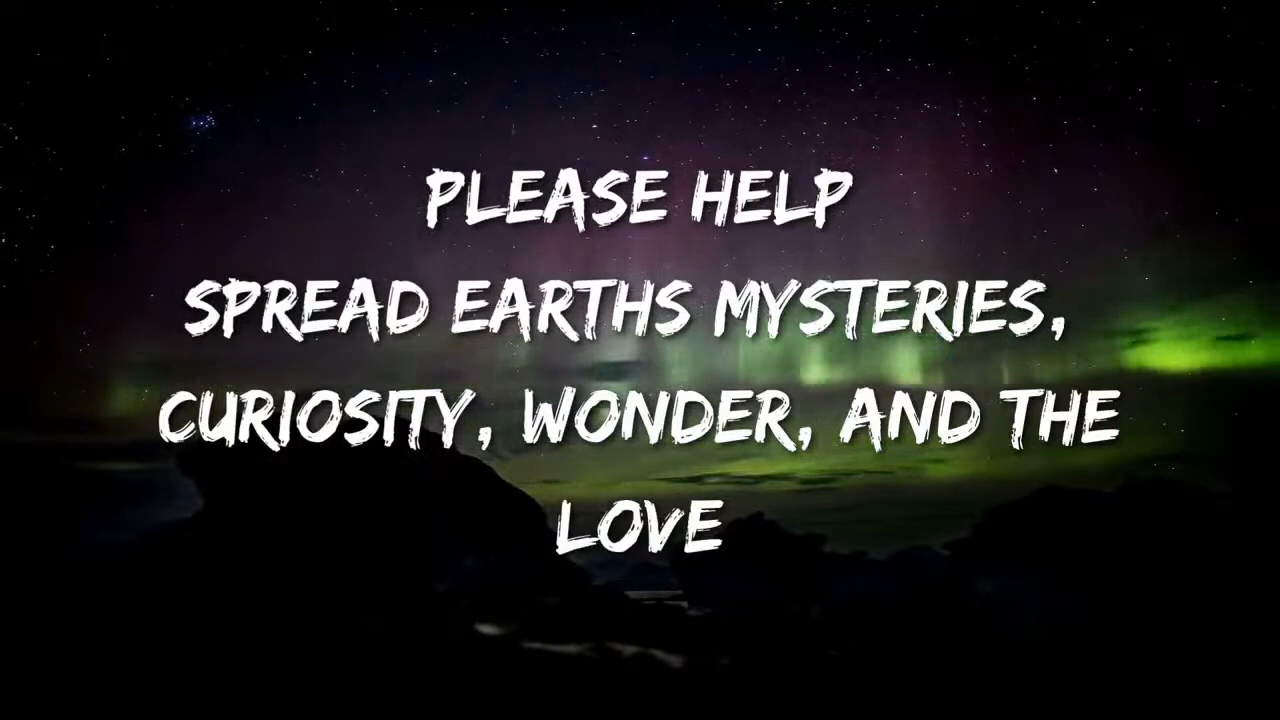 PLEASE HELP
SPREAD EARTHS MYSTERIES,
CURIOSITY, WONDER, AND THE
LOVE